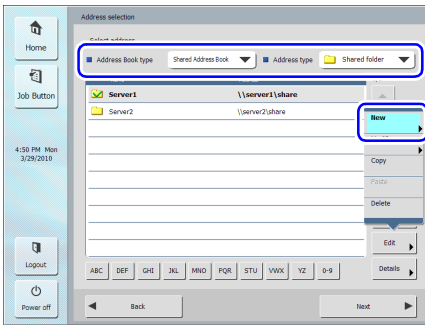 Address selection
Select address
Home
Address Book type
Shared Address Book
Address type
Shared folder
Job Button
Server1
\\server1\share
Server2
\\server2\share
New
4:50 PM Mon
3/29/2010
Copy
Paste
Delete
Edit
Logout
ABC DEF GHI JKL MNO PQR STU VWX YZ 0-9
Details
Power off
Back
Next